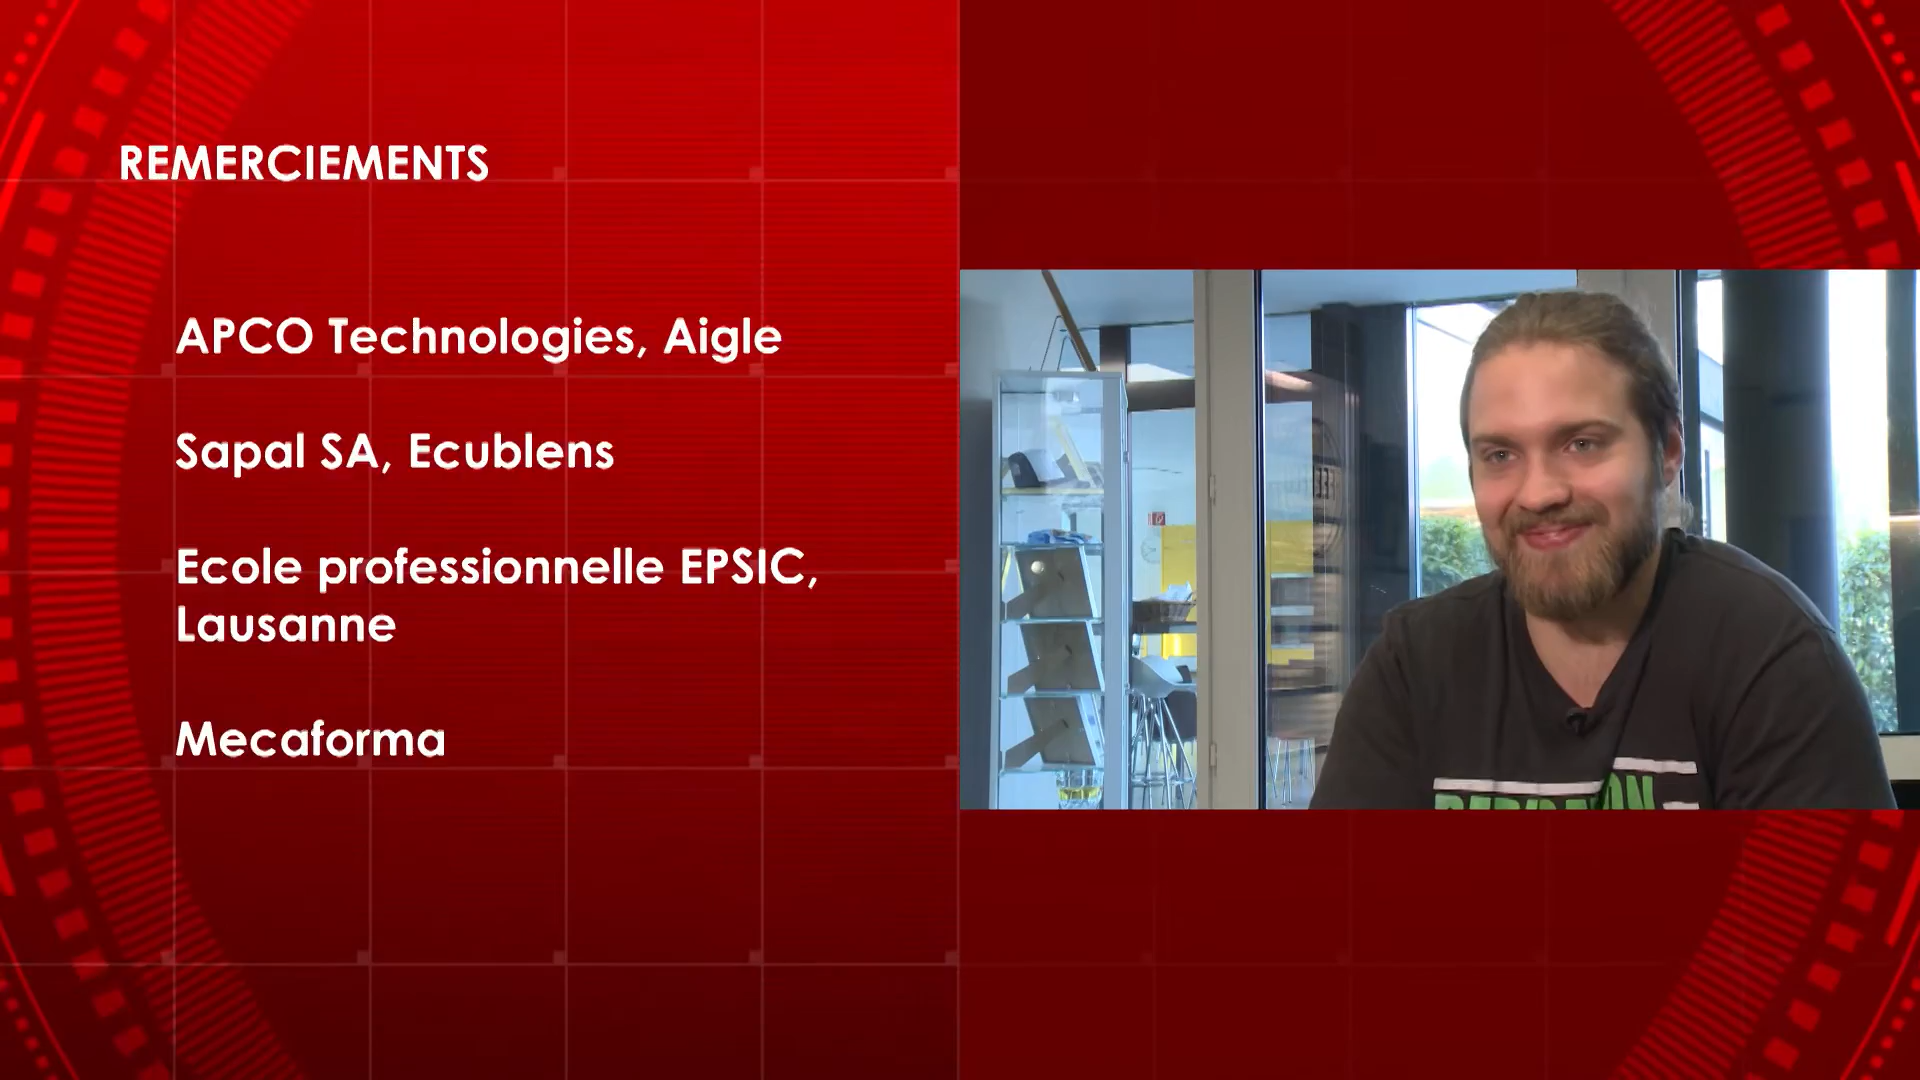 REMERCIEMENTS
APCO Technologies, Aigle
Sapal SA, Ecublens
Ecole professionnelle EPSIC,
Lausanne
Mecaforma